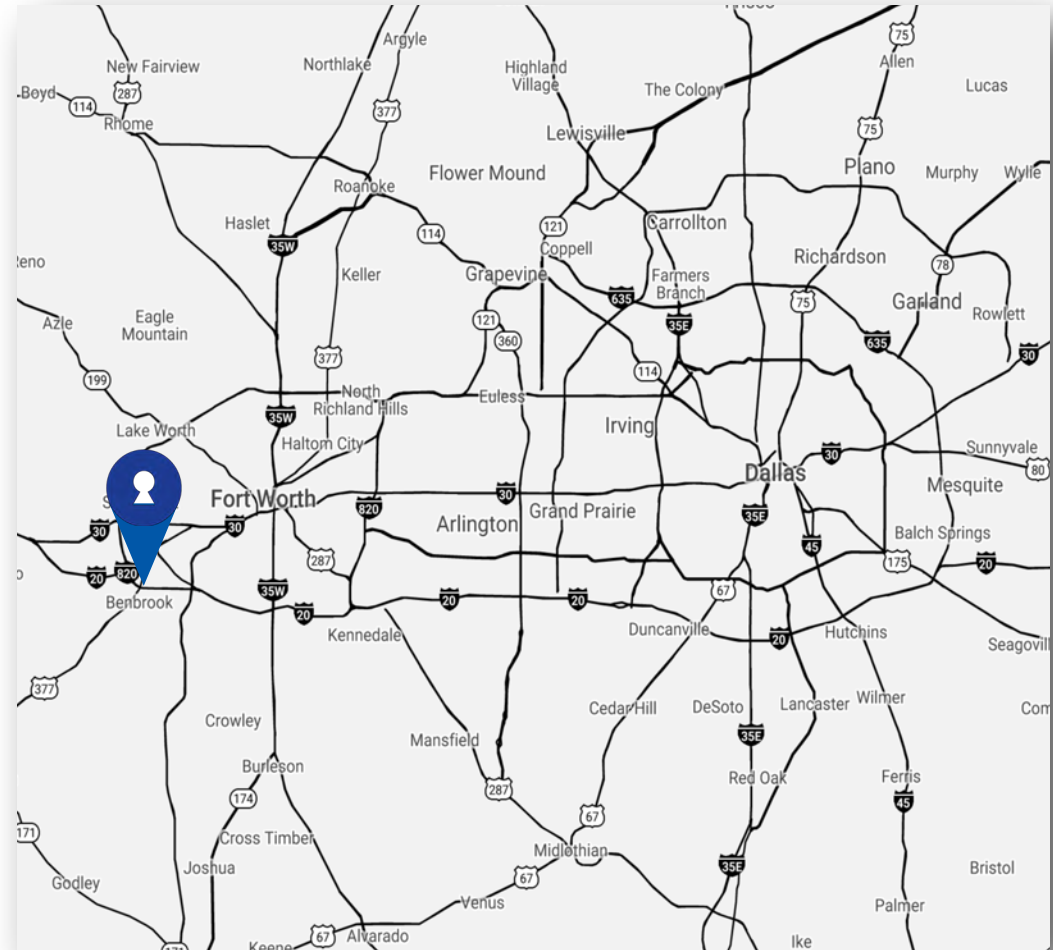 Frisco
Argyle
75
New Fairview
Northlake
Highland
Village
Allen
287
Boyd
114
377
The Colony
Lucas
Rhome
75
Lewisville
Plano
Flower Mound
Murphy
Wylie
Roanoke
Haslet
121
Carrollton
114
35W
Coppell
Richardson
78
Keller
Grapevine
Farmers
Branch
635
75
Garland
Rowlett
Azle
Eagle
Mountain
121
35E
360
635
377
30
114
199
North
Richland Hills
Euless
35W
Irving
Lake Worth
Haltom City
30
Sunnyvale
80
Dallas
Mesquite
Fort Worth
30
820
Grand Prairie
35E
Arlington
30
30
Balch Springs
45
287
175
20
20
820
35W
67
Benbrook
20
20
20
Kennedale
Duncanville
20
Hutchins
Seagovill
377
Crowley
Cedar Hill
DeSoto
Lancaster
Wilmer
Com
Mansfield
35E
Burleson
Red Oak
Ferris
287
174
45
67
171
Cross Timber
Midlothian
Joshua
35E
Bristol
Godley
67
Venus
Palmer
67
Alvarado
Ike
Keene
171